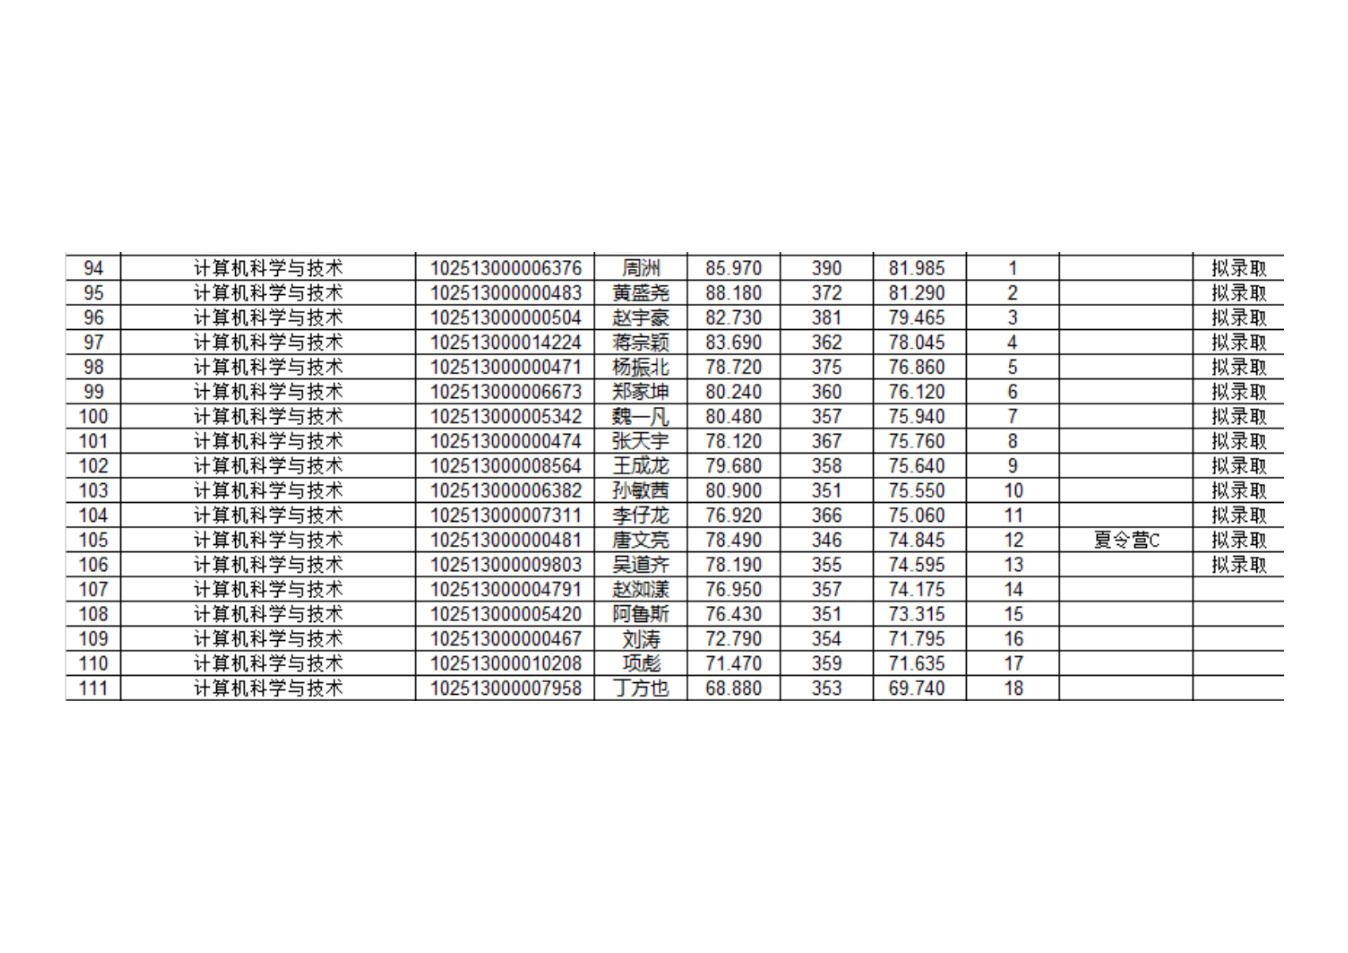 94 计算机科学与技术 102513000006376 周洲 85.970 390 81.985 1 拟录取
95 计算机科学与技术 102513000000483 黄盛尧 88.180 372 81.290 2 拟录取
96 计算机科学与技术 102513000000504 赵宇豪 82.730 381 79.465 3 拟录取
97 计算机科学与技术 102513000014224 蒋宗颖 83.690 362 78.045 4 拟录取
98 计算机科学与技术 102513000000471 杨振北 78.720 375 76.860 5 拟录取
99 计算机科学与技术 102513000006673 郑家坤 80.240 360 76.120 6 拟录取
100 计算机科学与技术 102513000005342 魏一凡 80.480 357 75.940 7 拟录取
101 计算机科学与技术 102513000000474 张天宇 78.120 367 75.760 8 拟录取
102 计算机科学与技术 102513000008564 王成龙 79.680 358 75.640 9 拟录取
103 计算机科学与技术 102513000006382 孙敏茜 80.900 351 75.550 10 拟录取
104 计算机科学与技术 102513000007311 李仔龙 76.920 366 75.060 11 拟录取
105 计算机科学与技术 102513000000481 唐文亮 78.490 346 74.845 12 夏令营C 拟录取
106 计算机科学与技术 102513000009803 吴道齐 78.190 355 74.595 13 拟录取
107 计算机科学与技术 102513000004791 76.950 357 74.175 14
108 计算机科学与技术 102513000005420 阿鲁斯 76.430 351 73.315 15
109 计算机科学与技术 102513000000467 刘涛 72.790 354 71.795 16
110 计算机科学与技术 102513000010208 项彪 71.470 359 71.635 17
111 计算机科学与技术 102513000007958 丁方也 68.880 353 69.740 18